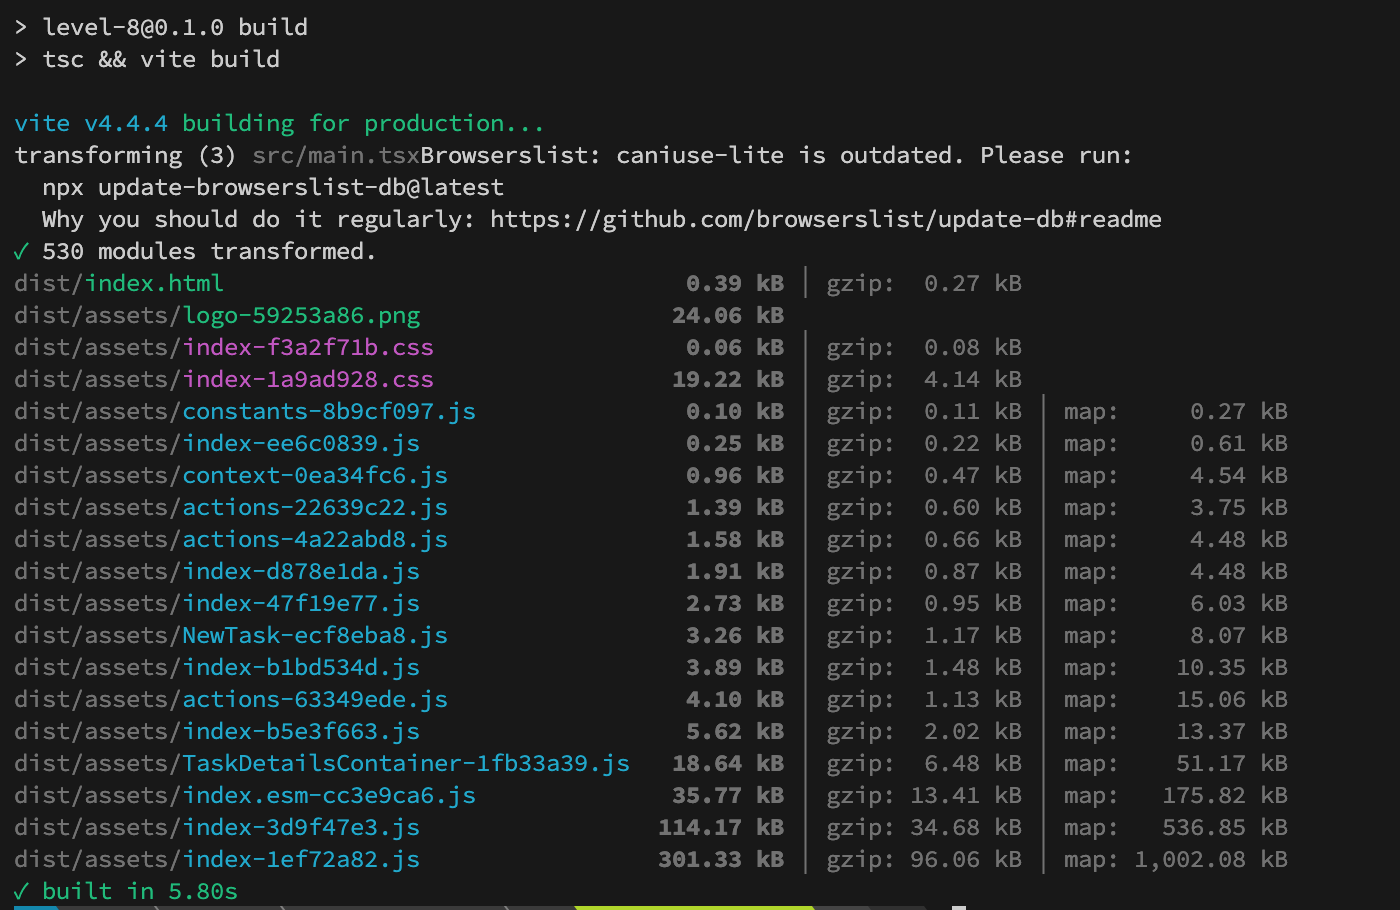 > level-8@0.1.0 build
> tsc && vite build
vite v4.4.4 building for production...
transforming (3) src/main.tsxBrowserslist: caniuse-lite is outdated. Please run:
  npx update-browserslist-db@latest
  Why you should do it regularly: https://github.com/browserslist/update-db#readme
✓ 530 modules transformed.
dist/index.html                                 0.39 kB │ gzip:  0.27 kB
dist/assets/logo-59253a86.png                  24.06 kB
dist/assets/index-f3a2f71b.css                  0.06 kB │ gzip:  0.08 kB
dist/assets/index-1a9ad928.css                 19.22 kB │ gzip:  4.14 kB
dist/assets/constants-8b9cf097.js               0.10 kB │ gzip:  0.11 kB │ map:     0.27 kB
dist/assets/index-ee6c0839.js                   0.25 kB │ gzip:  0.22 kB │ map:     0.61 kB
dist/assets/context-0ea34fc6.js                 0.96 kB │ gzip:  0.47 kB │ map:     4.54 kB
dist/assets/actions-22639c22.js                 1.39 kB │ gzip:  0.60 kB │ map:     3.75 kB
dist/assets/actions-4a22abd8.js                 1.58 kB │ gzip:  0.66 kB │ map:     4.48 kB
dist/assets/index-d878e1da.js                   1.91 kB │ gzip:  0.87 kB │ map:     4.48 kB
dist/assets/index-47f19e77.js                   2.73 kB │ gzip:  0.95 kB │ map:     6.03 kB
dist/assets/NewTask-ecf8eba8.js                 3.26 kB │ gzip:  1.17 kB │ map:     8.07 kB
dist/assets/index-b1bd534d.js                   3.89 kB │ gzip:  1.48 kB │ map:    10.35 kB
dist/assets/actions-63349ede.js                 4.10 kB │ gzip:  1.13 kB │ map:    15.06 kB
dist/assets/index-b5e3f663.js                   5.62 kB │ gzip:  2.02 kB │ map:    13.37 kB
dist/assets/TaskDetailsContainer-1fb33a39.js   18.64 kB │ gzip:  6.48 kB │ map:    51.17 kB
dist/assets/index.esm-cc3e9ca6.js              35.77 kB │ gzip: 13.41 kB │ map:   175.82 kB
dist/assets/index-3d9f47e3.js                 114.17 kB │ gzip: 34.68 kB │ map:   536.85 kB
dist/assets/index-1ef72a82.js                 301.33 kB │ gzip: 96.06 kB │ map: 1,002.08 kB
✓ built in 5.80s